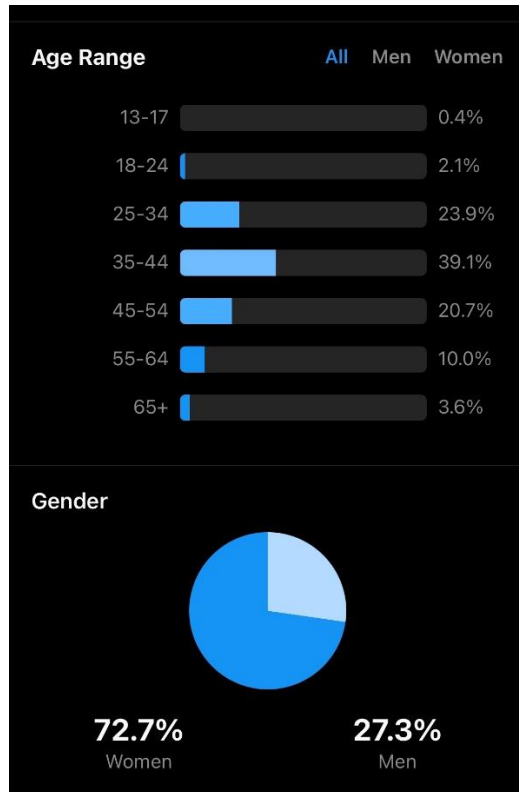 Age Range All Men Women
13-17 0.4%
18-24 2.1%
25-34 23.9%
35-44 39.1%
45-54 20.7%
55-64 10.0%
65+ 3.6%
Gender
72.7% 27.3%
Women Men